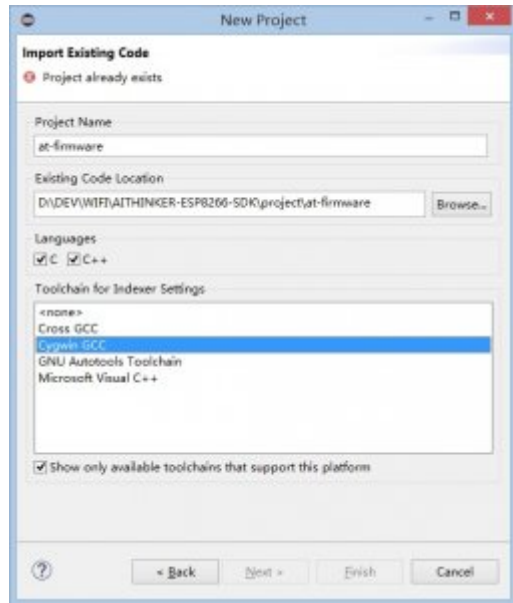 New Project
Import Existing Code
Project already exists
Project Name
at-firmware
Existing Code Location
D:\DEV\WIFI\AITHINKER-ESP8266-SDK\project\at-firmware
Browse...
Languages
C C++
Toolchain for Indexer Settings
<none>
Cross GCC
Cygwin GCC
GNU Autotools Toolchain
Microsoft Visual C++
Show only available toolchains that support this platform
?
< Back
Next >
Finish
Cancel